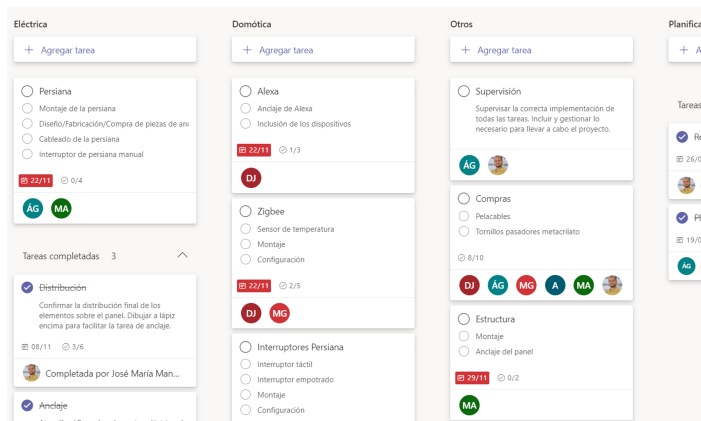 Eléctrica
Agregar tarea
Persiana
Montaje de la persiana
Diseño/Fabricación/Compra de piezas de
Cableado de la persiana
Interruptor de persiana manual
22/11 0/4
ÁG MA
Tareas completadas 3
Distribución
Confirmar la distribución final de los
elementos sobre el panel. Dibujar a lápiz
encima para facilitar la tarea de anclaje.
08/11 3/6
Completada por José María Man...
Anclaje
Domótica
Agregar tarea
Alexa
Anclaje de Alexa
Inclusión de los dispositivos
22/11 1/3
DJ
Zigbee
Sensor de temperatura
Montaje
Configuración
22/11 2/5
DJ MG
Interruptores Persiana
Interruptor táctil
Interruptor empotrado
Montaje
Configuración
Otros
Agregar tarea
Supervisión
Supervisar la correcta implementación de
todas las tareas. Incluir y gestionar lo
necesario para llevar a cabo el proyecto.
ÁG
Compras
Pelacables
Tornillos pasadores metacrilato
8/10
DJ ÁG MG A MA
Estructura
Montaje
Anclaje del panel
29/11 0/2
MA
Planifica
Tareas
26/0
19/0
ÁG